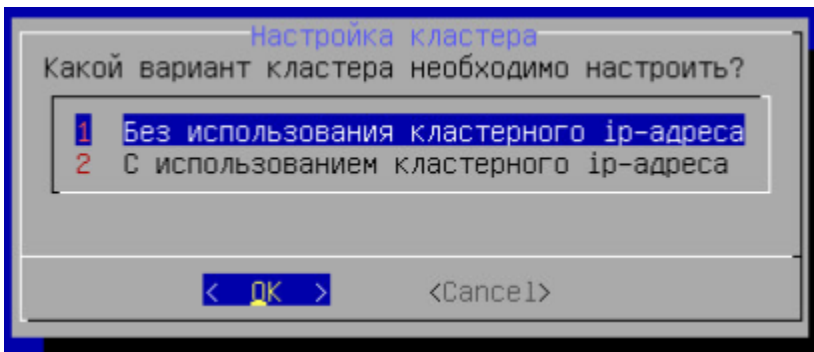 Настройка кластера
Какой вариант кластера необходимо настроить?
1 Без использования кластерного ip-адреса
2 С использованием кластерного ip-адреса
< OK > <Cancel>